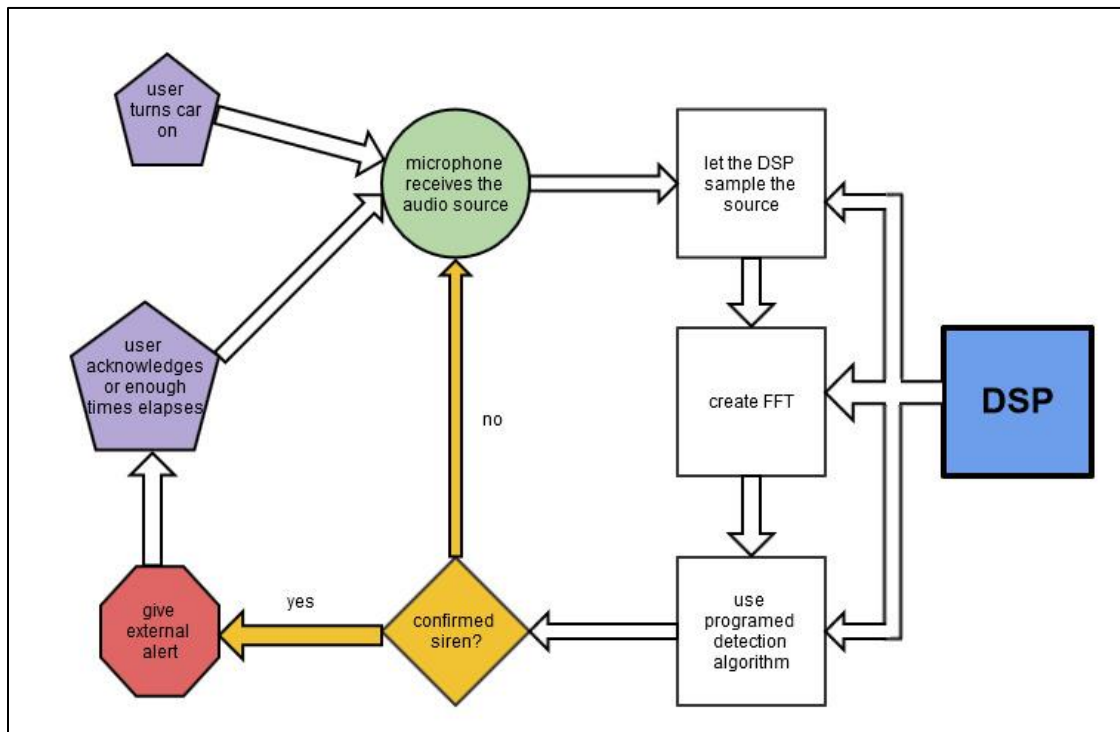 user
turns car
on
microphone
receives the
audio source
let the DSP
sample the
source
user
acknowledges
or enough
times elapses
create FFT
DSP
no
give
external
alert
yes
confirmed
siren?
use
programed
detection
algorithm